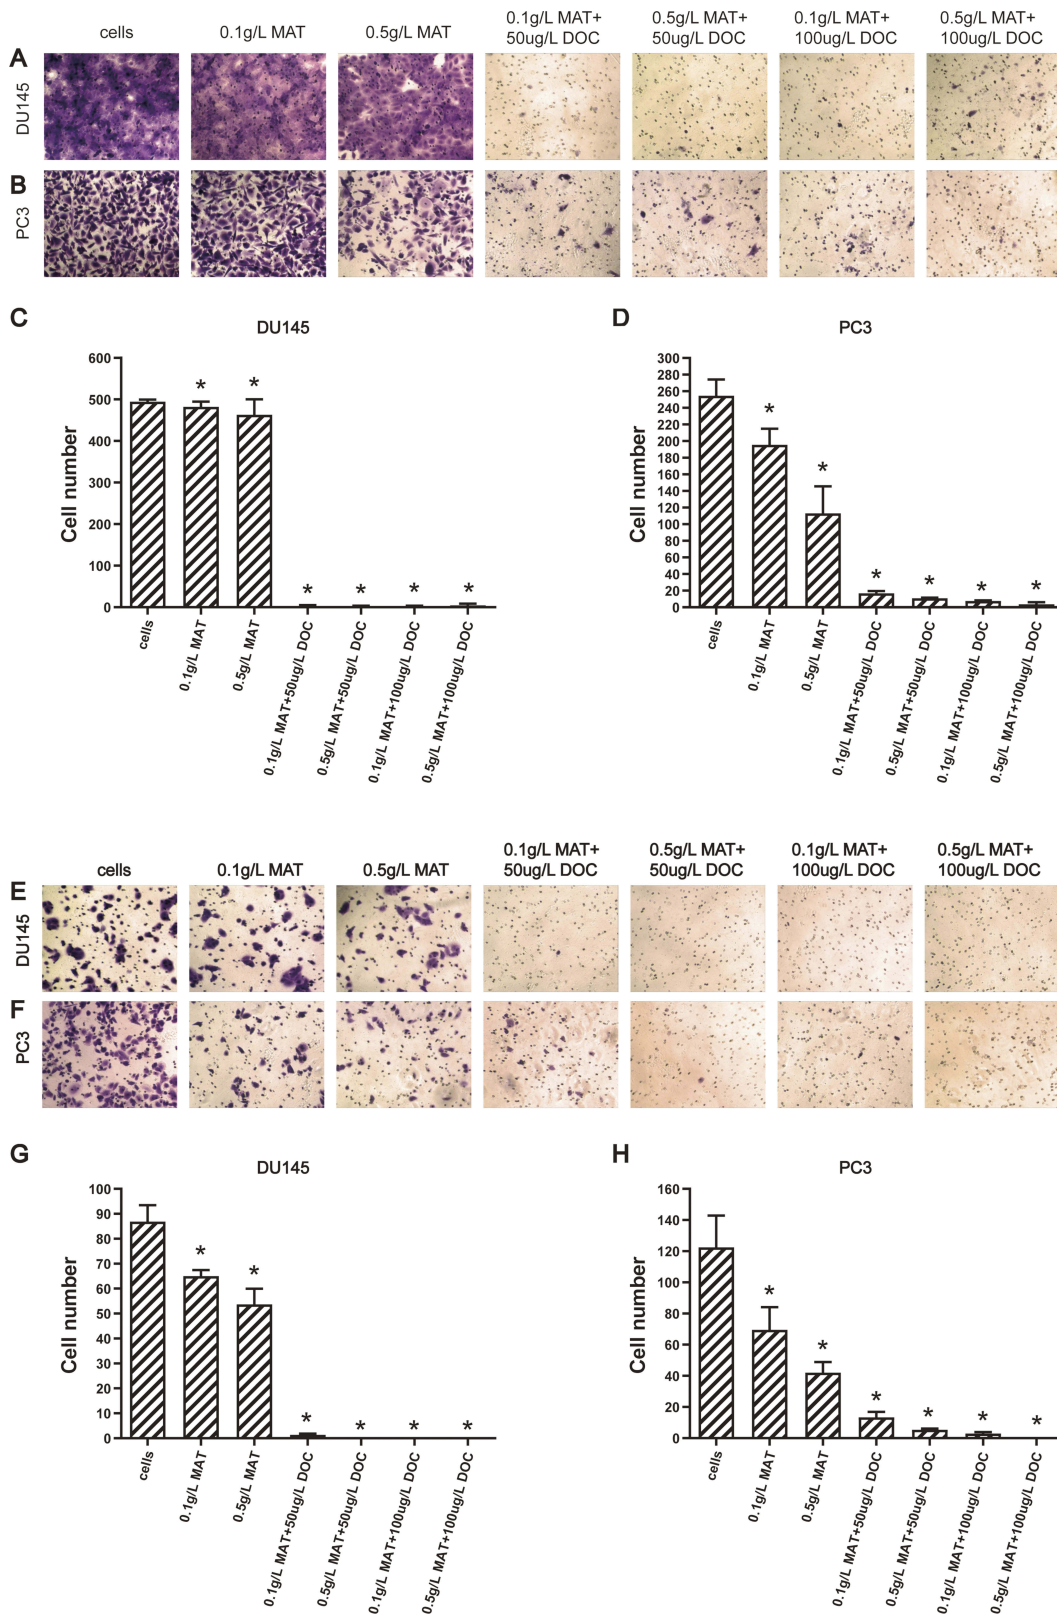 cells
0.1g/L MAT
0.5g/L MAT
0.1g/L MAT+
50ug/L DOC
0.5g/L MAT+
50ug/L DOC
0.1g/L MAT+
100ug/L DOC
0.5g/L MAT+
100ug/L DOC
A
DU145
B
PC3
C
DU145
Cell number
600
500
400
300
200
100
0
*
*
*
*
*
*
cells
0.1g/L MAT
0.5g/L MAT
0.1g/L MAT+50ug/L DOC
0.5g/L MAT+50ug/L DOC
0.1g/L MAT+100ug/L DOC
0.5g/L MAT+100ug/L DOC
D
PC3
Cell number
300
280
260
240
220
200
180
160
140
120
100
80
60
40
20
0
*
*
*
*
*
*
cells
0.1g/L MAT
0.5g/L MAT
0.1g/L MAT+50ug/L DOC
0.5g/L MAT+50ug/L DOC
0.1g/L MAT+100ug/L DOC
0.5g/L MAT+100ug/L DOC
cells
0.1g/L MAT
0.5g/L MAT
0.1g/L MAT+
50ug/L DOC
0.5g/L MAT+
50ug/L DOC
0.1g/L MAT+
100ug/L DOC
0.5g/L MAT+
100ug/L DOC
E
DU145
F
PC3
G
DU145
Cell number
100
90
80
70
60
50
40
30
20
10
0
*
*
*
*
*
*
cells
0.1g/L MAT
0.5g/L MAT
0.1g/L MAT+50ug/L DOC
0.5g/L MAT+50ug/L DOC
0.1g/L MAT+100ug/L DOC
0.5g/L MAT+100ug/L DOC
H
PC3
Cell number
160
140
120
100
80
60
40
20
0
*
*
*
*
*
*
cells
0.1g/L MAT
0.5g/L MAT
0.1g/L MAT+50ug/L DOC
0.5g/L MAT+50ug/L DOC
0.1g/L MAT+100ug/L DOC
0.5g/L MAT+100ug/L DOC